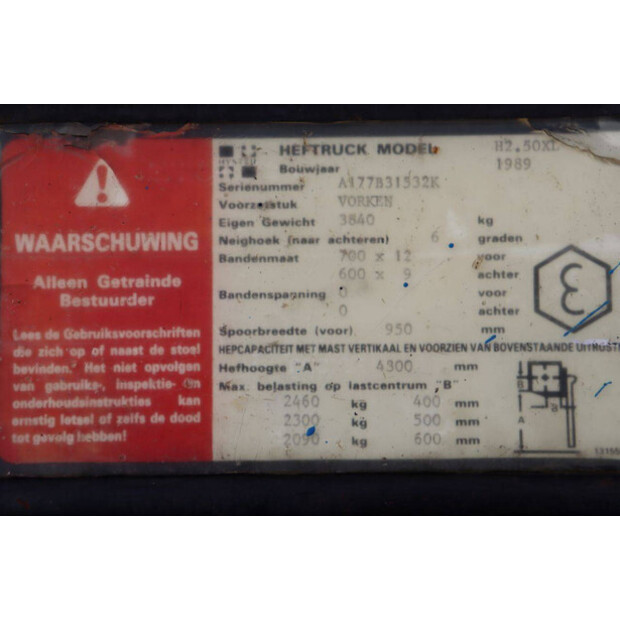 WAARSCHUWING
Alleen Getrainde
Bestuurder
Lees de Gebruiksvoorschriften
die zich op of naast de stoel
bevinden. Het niet opvolgen
van gebruiks-, inspektie- en
onderhoudsinstrukties kan
ernstig letsel of zelfs de dood
tot gevolg hebben!
HYSTER
HEFTRUCK MODEL H2.50XL
Bouwjaar 1989
Serienummer A177B31532K
Voorzetstuk VORKEN
Eigen Gewicht 3840 kg
Neighoek (naar achteren) 6 graden
Bandenmaat 700 x 12 voor
600 x 9 achter
Bandenspanning 0 voor
0 achter
Spoorbreedte (voor) 950 mm
HEFCAPACITEIT MET MAST VERTIKAAL EN VOORZIEN VAN BOVENSTAANDE UITRUSTI
Hefhoogte "A" 4300 mm
Max. belasting op lastcentrum "B"
2460 kg 400 mm
2300 kg 500 mm
2090 kg 600 mm
B
B
A